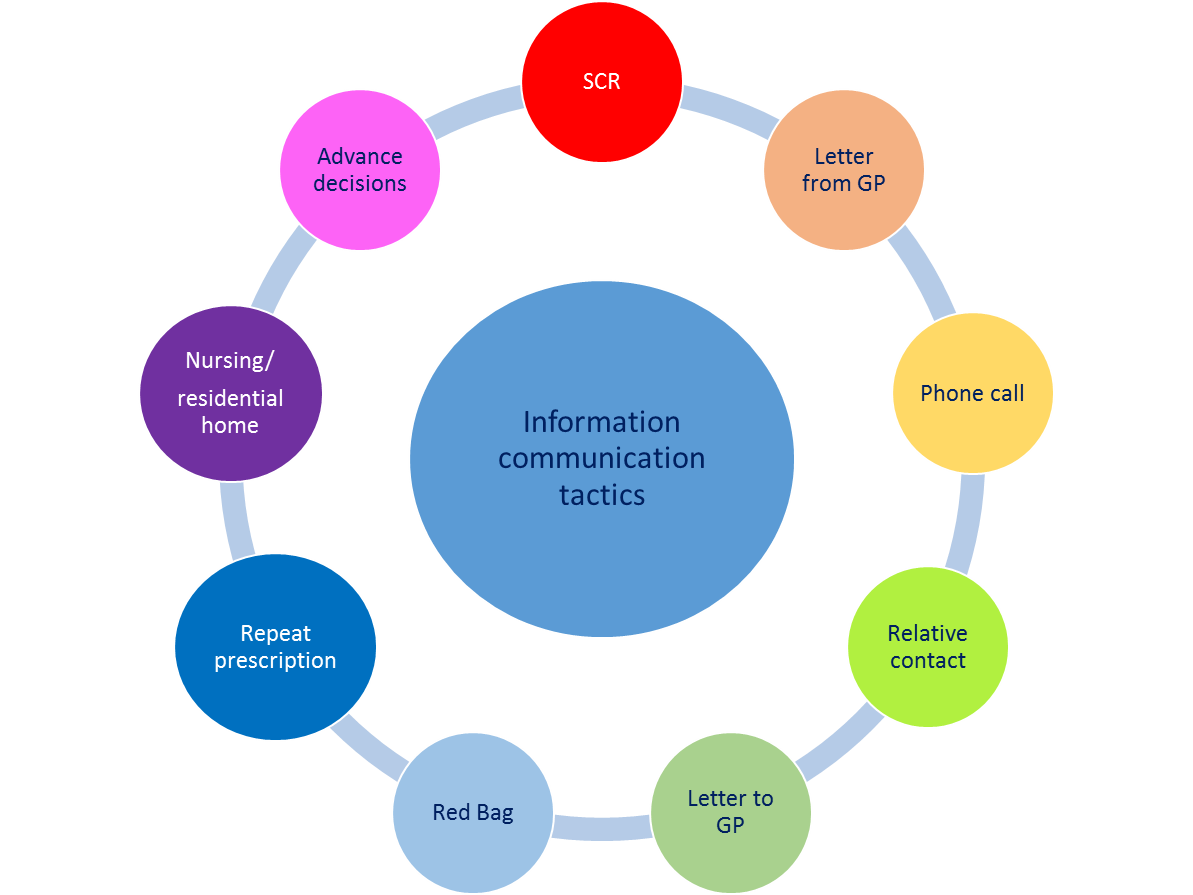 SCR
Letter
from GP
Phone call
Relative
contact
Letter to
GP
Red Bag
Repeat
prescription
Nursing/
residential
home
Advance
decisions
Information
communication
tactics